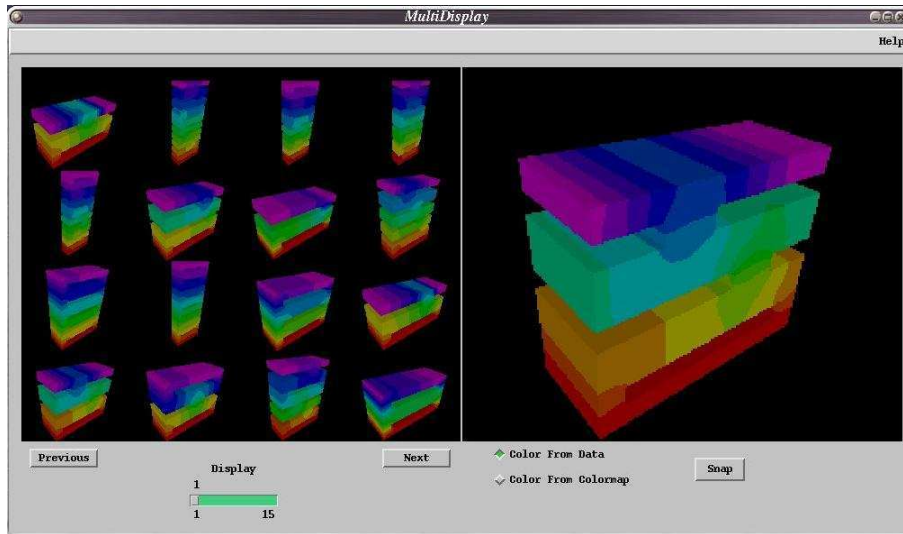 MultiDisplay
Help
Previous
Next
Display
1
1 15
Color From Data
Color From Colormap
Snap